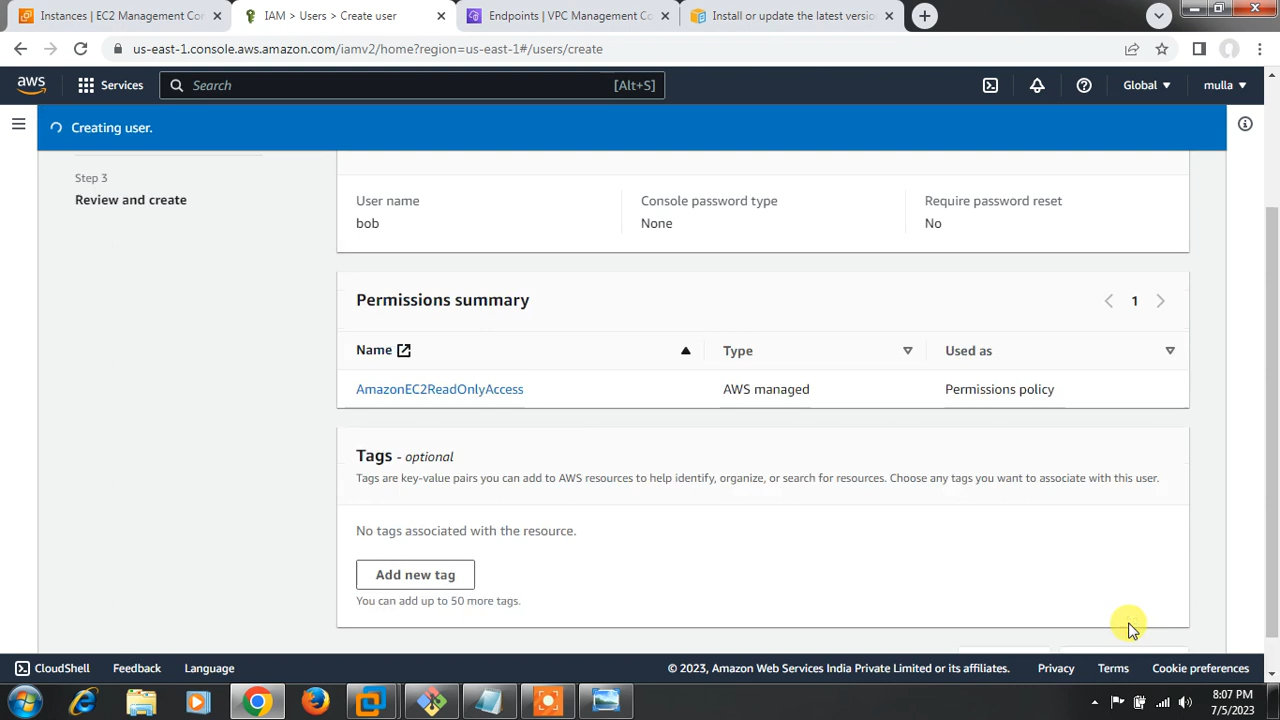 Instances | EC2 Management Co
IAM > Users > Create user
Endpoints | VPC Management Co
Install or update the latest versio
us-east-1.console.aws.amazon.com/iamv2/home?region=us-east-1#/users/create
aws
Services
Search
[Alt+S]
Global
mulla
Creating user.
Step 3
Review and create
User name
Console password type
Require password reset
bob
None
No
Permissions summary
1
Name
Type
Used as
AmazonEC2ReadOnlyAccess
AWS managed
Permissions policy
Tags - optional
Tags are key-value pairs you can add to AWS resources to help identify, organize, or search for resources. Choose any tags you want to associate with this user.
No tags associated with the resource.
Add new tag
You can add up to 50 more tags.
CloudShell
Feedback
Language
© 2023, Amazon Web Services India Private Limited or its affiliates.
Privacy
Terms
Cookie preferences
8:07 PM
7/5/2023